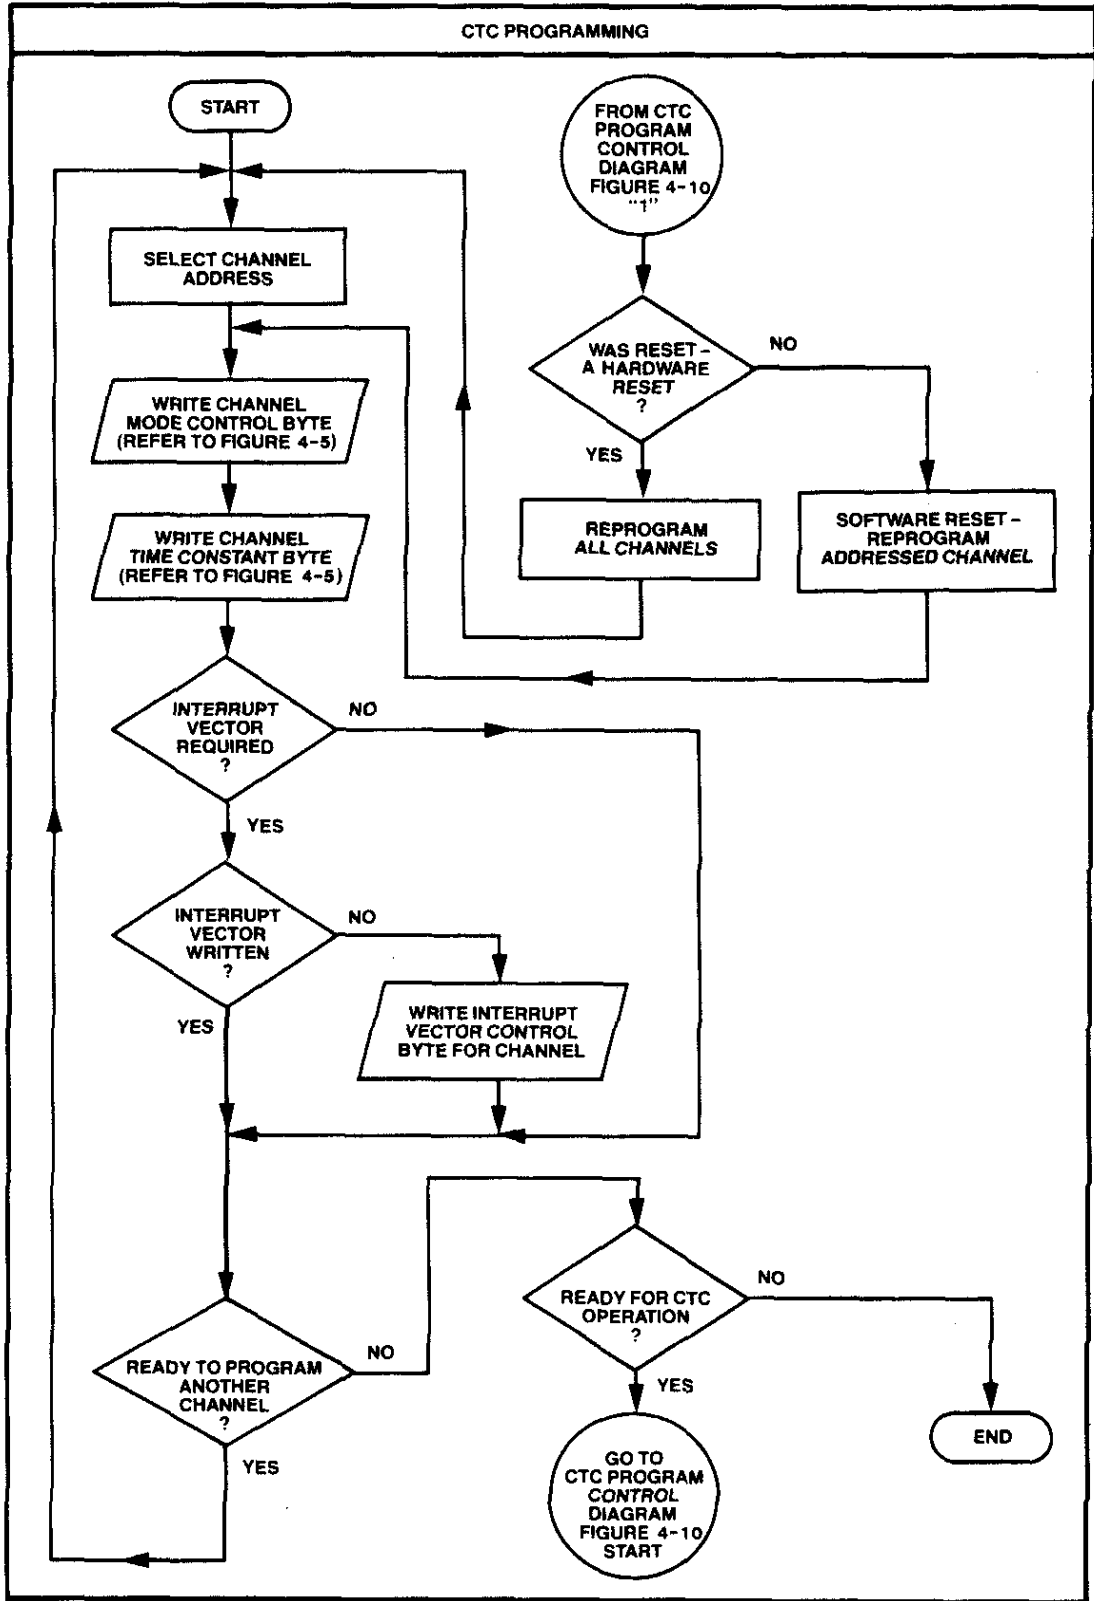 CTC PROGRAMMING
START
FROM CTC
PROGRAM
CONTROL
DIAGRAM
FIGURE 4-10
"1"
SELECT CHANNEL
ADDRESS
WAS RESET –
A HARDWARE
RESET
?
NO
YES
WRITE CHANNEL
MODE CONTROL BYTE
(REFER TO FIGURE 4-5)
REPROGRAM
ALL CHANNELS
SOFTWARE RESET –
REPROGRAM
ADDRESSED CHANNEL
WRITE CHANNEL
TIME CONSTANT BYTE
(REFER TO FIGURE 4-5)
INTERRUPT
VECTOR
REQUIRED
?
NO
YES
INTERRUPT
VECTOR
WRITTEN
?
NO
YES
WRITE INTERRUPT
VECTOR CONTROL
BYTE FOR CHANNEL
READY TO PROGRAM
ANOTHER
CHANNEL
?
NO
YES
READY FOR CTC
OPERATION
?
NO
YES
GO TO
CTC PROGRAM
CONTROL
DIAGRAM
FIGURE 4-10
START
END